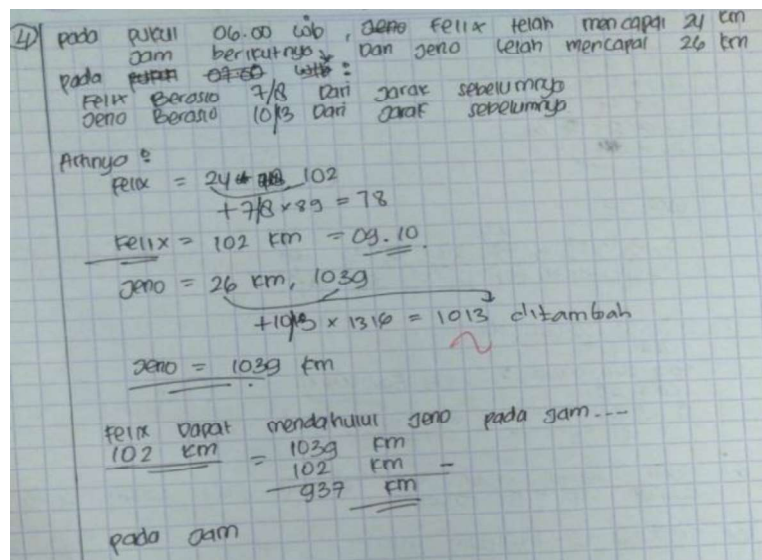 4) pada pukul 06.00 wib, Felix telah mencapai 24 km
Jam berikutnya, Dan Jeno telah mencapai 26 km
pada
Felix Berasio 7/8 Dari Jarak sebelumnya
Jeno Berasio 10/13 Dari Jarak sebelumnya
Artinya :
Felix = 24 102
+7/8 × 89 = 78
Felix = 102 km = 09.10
Jeno = 26 km, 1039
+10/13 × 1316 = 1013 ditambah
Jeno = 1039 km
Felix Dapat mendahului Jeno pada Jam ....
102 km = 1039 km
102 km -
937 km
pada Jam